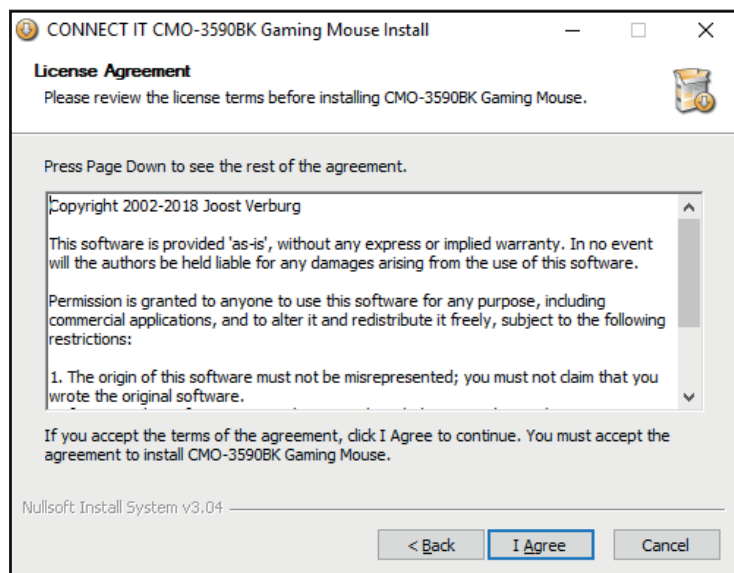 CONNECT IT CMO-3590BK Gaming Mouse Install
License Agreement
Please review the license terms before installing CMO-3590BK Gaming Mouse.
Press Page Down to see the rest of the agreement.
Copyright 2002-2018 Joost Verburg
This software is provided 'as-is', without any express or implied warranty. In no event
will the authors be held liable for any damages arising from the use of this software.
Permission is granted to anyone to use this software for any purpose, including
commercial applications, and to alter it and redistribute it freely, subject to the following
restrictions:
1. The origin of this software must not be misrepresented; you must not claim that you
wrote the original software.
If you accept the terms of the agreement, click I Agree to continue. You must accept the
agreement to install CMO-3590BK Gaming Mouse.
Nullsoft Install System v3.04
< Back
I Agree
Cancel